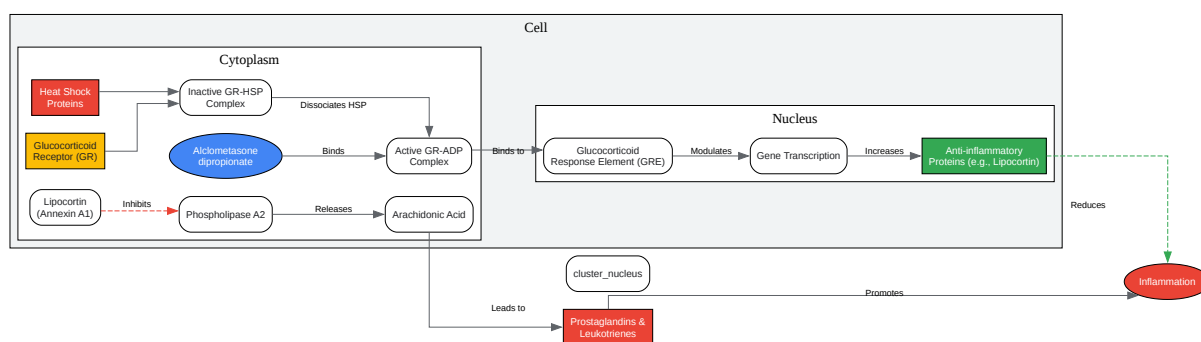 Cell
Cytoplasm
Heat Shock
Proteins
Inactive GR-HSP
Complex
Dissociates HSP
Glucocorticoid
Receptor (GR)
Alclometasone
dipropionate
Binds
Active GR-ADP
Complex
Binds to
Lipocortin
(Annexin A1)
Inhibits
Phospholipase A2
Releases
Arachidonic Acid
Nucleus
Glucocorticoid
Response Element (GRE)
Modulates
Gene Transcription
Increases
Anti-inflammatory
Proteins (e.g., Lipocortin)
Reduces
cluster_nucleus
Leads to
Prostaglandins &
Leukotrienes
Promotes
Inflammation